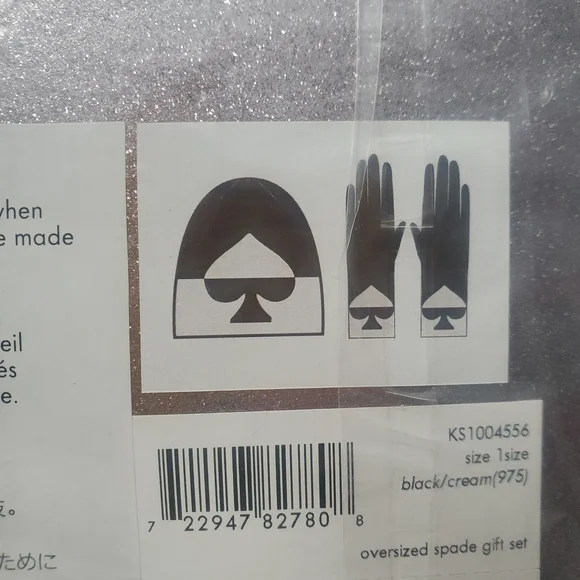 when
e made
eil
és
e.
。
ために
KS1004556
size 1size
black/cream(975)
7 22947 82780 8
oversized spade gift set